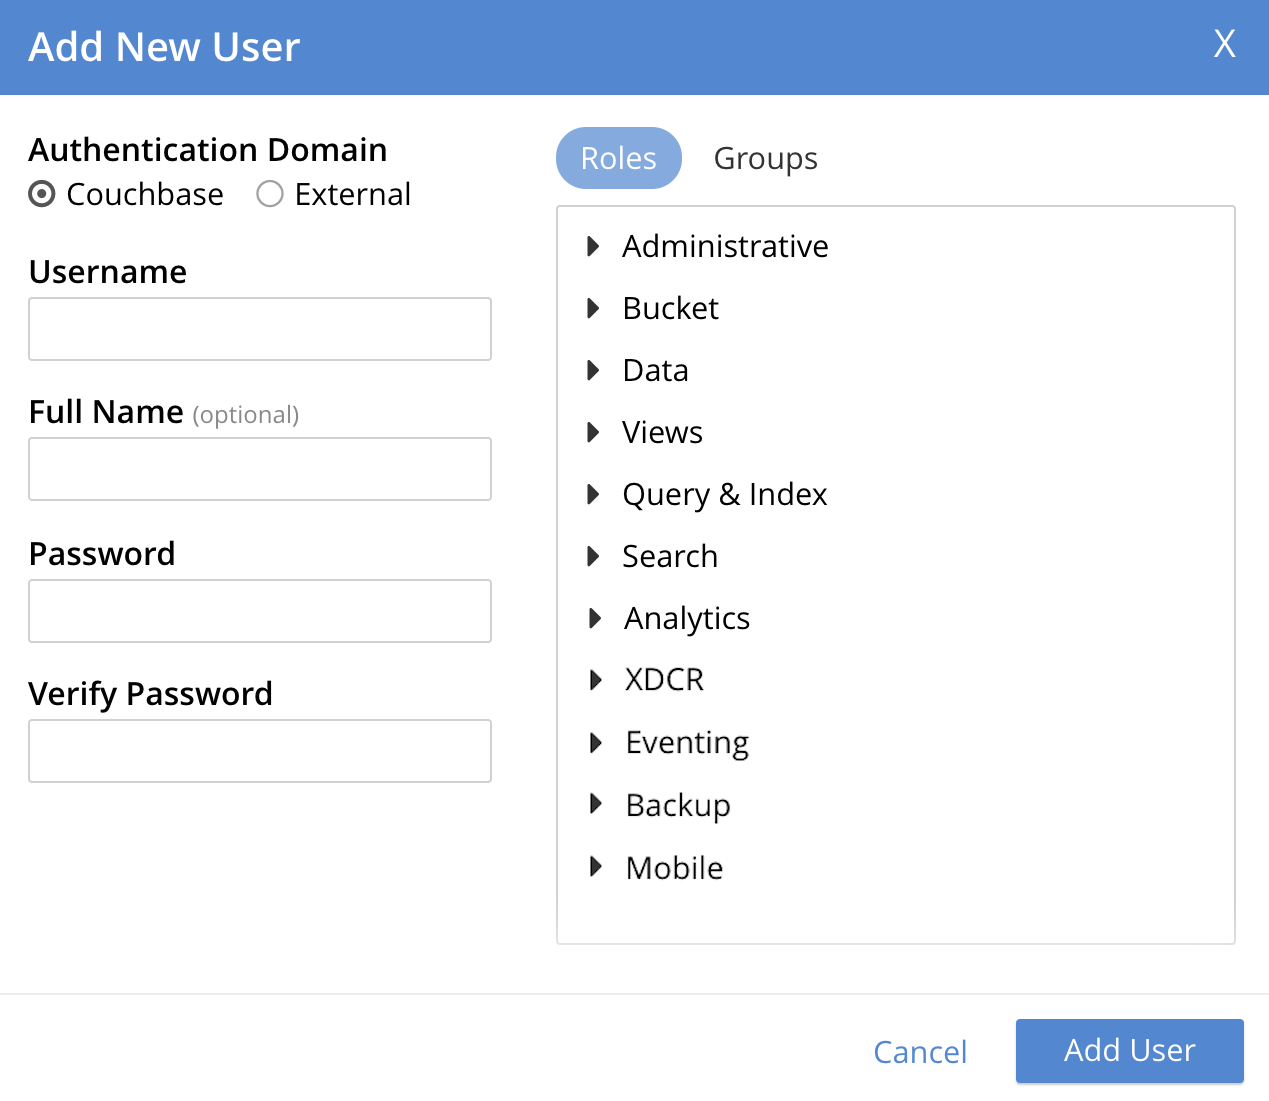 Add New User
X
Authentication Domain
Couchbase
External
Username
Full Name (optional)
Password
Verify Password
Roles
Groups
Administrative
Bucket
Data
Views
Query & Index
Search
Analytics
XDCR
Eventing
Backup
Mobile
Cancel
Add User